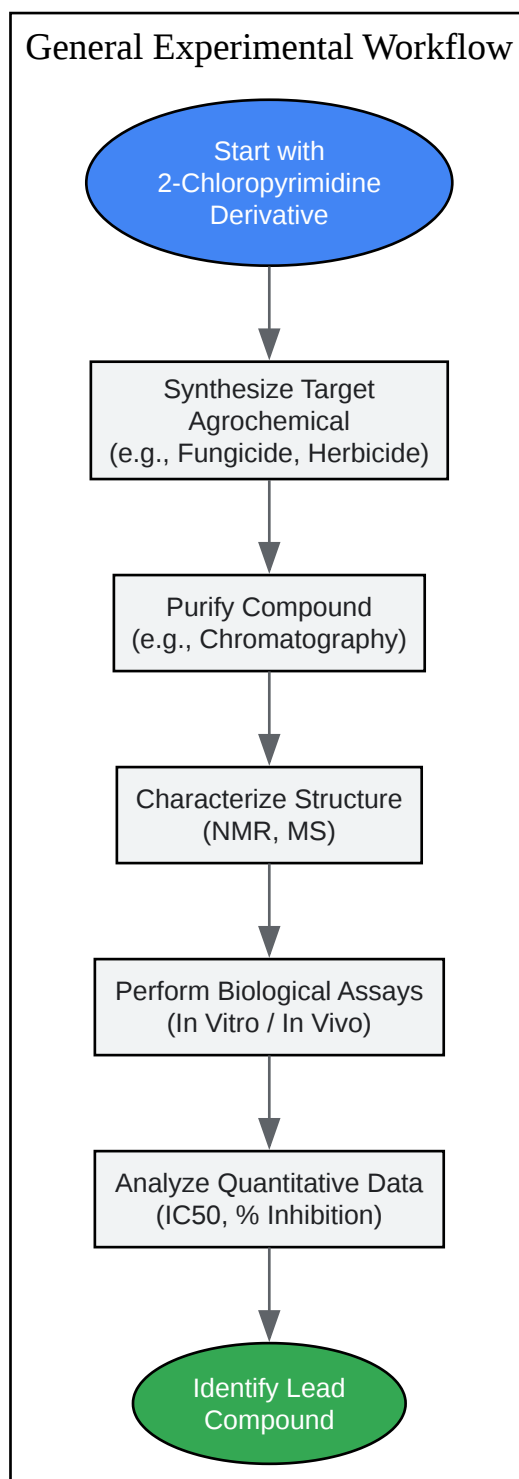 General Experimental Workflow
Start with
2-Chloropyrimidine
Derivative
Synthesize Target
Agrochemical
(e.g., Fungicide, Herbicide)
Purify Compound
(e.g., Chromatography)
Characterize Structure
(NMR, MS)
Perform Biological Assays
(In Vitro / In Vivo)
Analyze Quantitative Data
(IC50, % Inhibition)
Identify Lead
Compound